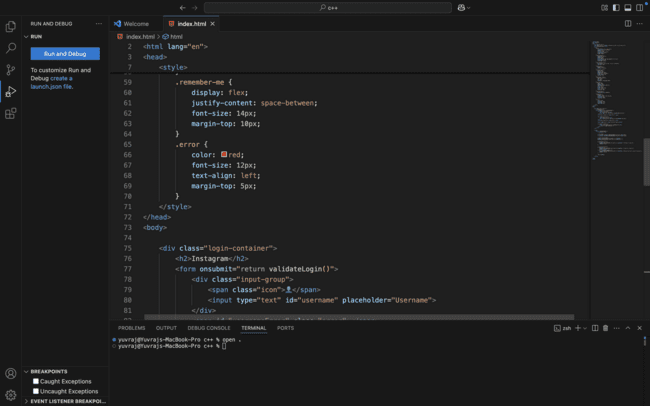 c++
RUN AND DEBUG
RUN
Run and Debug
To customize Run and
Debug create a
launch.json file.
BREAKPOINTS
Caught Exceptions
Uncaught Exceptions
EVENT LISTENER BREAKPOI...
Welcome
index.html
index.html > html
2 <html lang="en">
3 <head>
7 <style>
59 .remember-me {
60 display: flex;
61 justify-content: space-between;
62 font-size: 14px;
63 margin-top: 10px;
64 }
65 .error {
66 color: red;
67 font-size: 12px;
68 text-align: left;
69 margin-top: 5px;
70 }
71 </style>
72 </head>
73 <body>
74
75 <div class="login-container">
76 <h2>Instagram</h2>
77 <form onsubmit="return validateLogin()">
78 <div class="input-group">
79 <span class="icon">👤</span>
80 <input type="text" id="username" placeholder="Username">
81 </div>
PROBLEMS OUTPUT DEBUG CONSOLE TERMINAL PORTS
zsh
yuvraj@Yuvrajs-MacBook-Pro c++ % open .
yuvraj@Yuvrajs-MacBook-Pro c++ %